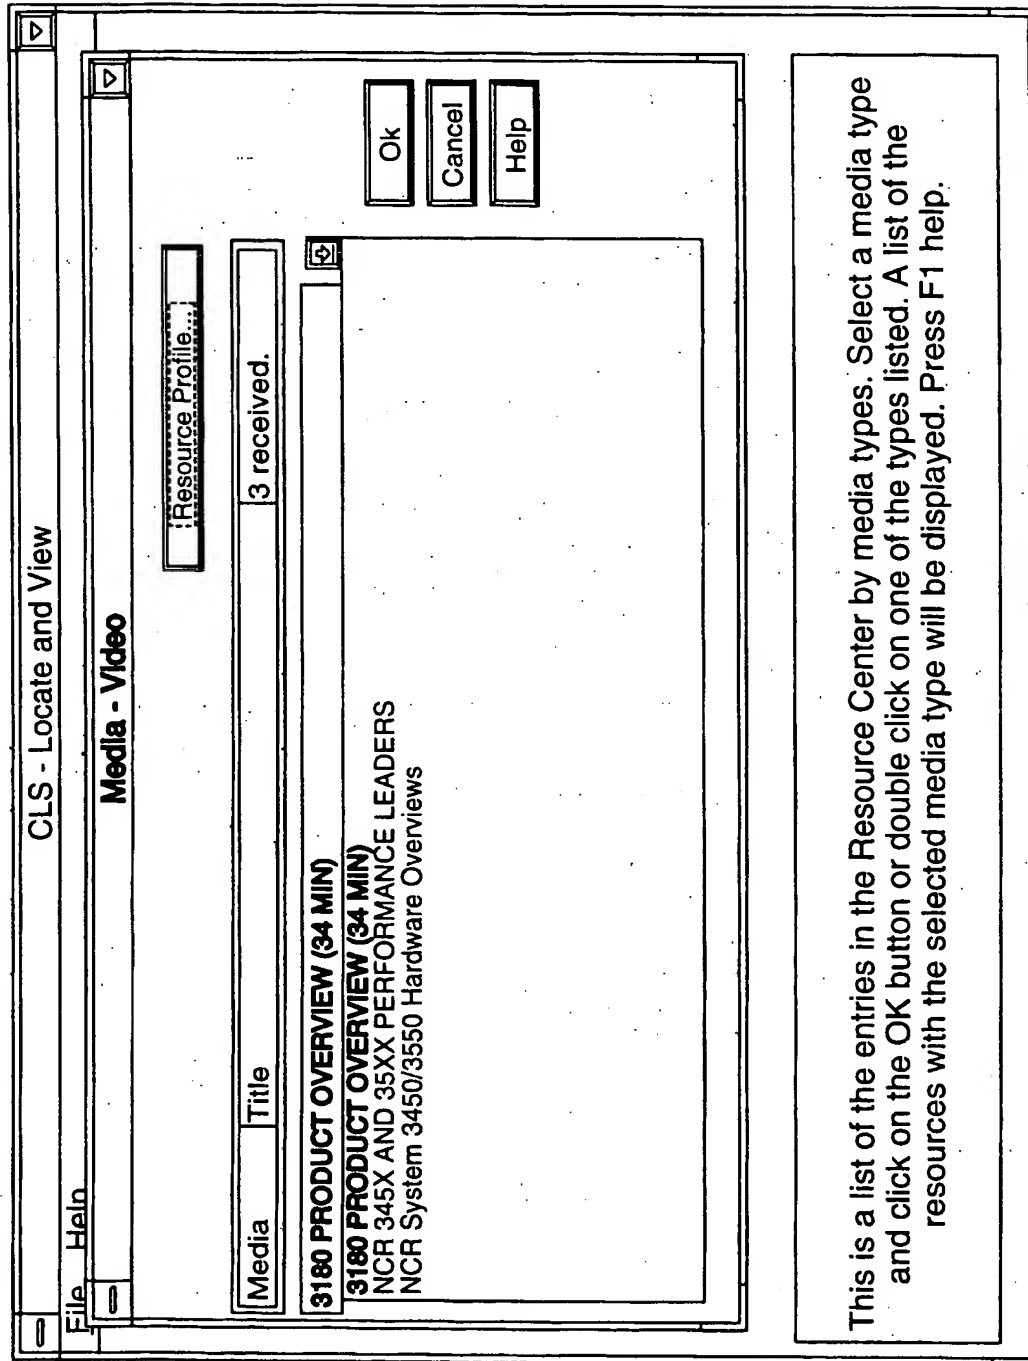 CLS - Locate and View
File Help
Media - Video
Resource Profile...
Media Title 3 received.
3180 PRODUCT OVERVIEW (34 MIN)
3180 PRODUCT OVERVIEW (34 MIN)
NCR 345X AND 35XX PERFORMANCE LEADERS
NCR System 3450/3550 Hardware Overviews
Ok
Cancel
Help
This is a list of the entries in the Resource Center by media types. Select a media type
and click on the OK button or double click on one of the types listed. A list of the
resources with the selected media type will be displayed. Press F1 help.